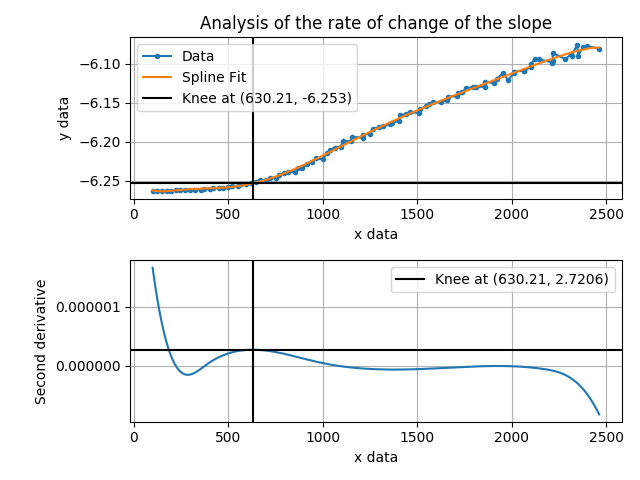 Analysis of the rate of change of the slope
Data
Spline Fit
Knee at (630.21, -6.253)
y data
−6.10
−6.15
−6.20
−6.25
0
500
1000
1500
2000
2500
x data
Knee at (630.21, 2.7206)
Second derivative
0.000001
0.000000
0
500
1000
1500
2000
2500
x data